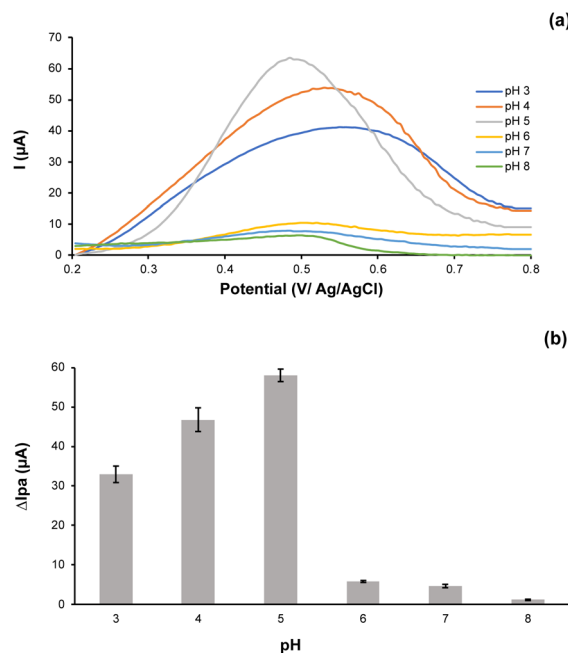 (a)
70
60
50
40
30
20
10
0
I (µA)
0.2 0.3 0.4 0.5 0.6 0.7 0.8
Potential (V/ Ag/AgCl)
pH 3
pH 4
pH 5
pH 6
pH 7
pH 8
(b)
60
50
40
30
20
10
0
ΔIpa (µA)
3 4 5 6 7 8
pH